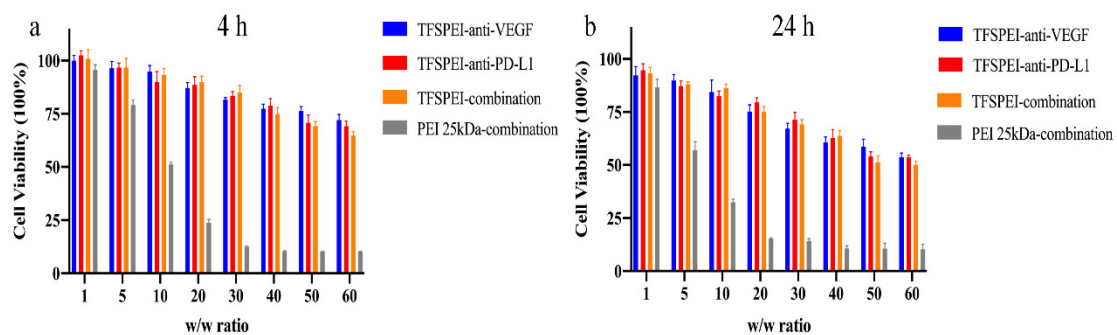 a
4 h
Cell Viability (100%)
100
75
50
25
0
1 5 10 20 30 40 50 60
w/w ratio
TFSPEI-anti-VEGF
TFSPEI-anti-PD-L1
TFSPEI-combination
PEI 25kDa-combination
b
24 h
Cell Viability (100%)
100
75
50
25
0
1 5 10 20 30 40 50 60
w/w ratio
TFSPEI-anti-VEGF
TFSPEI-anti-PD-L1
TFSPEI-combination
PEI 25kDa-combination